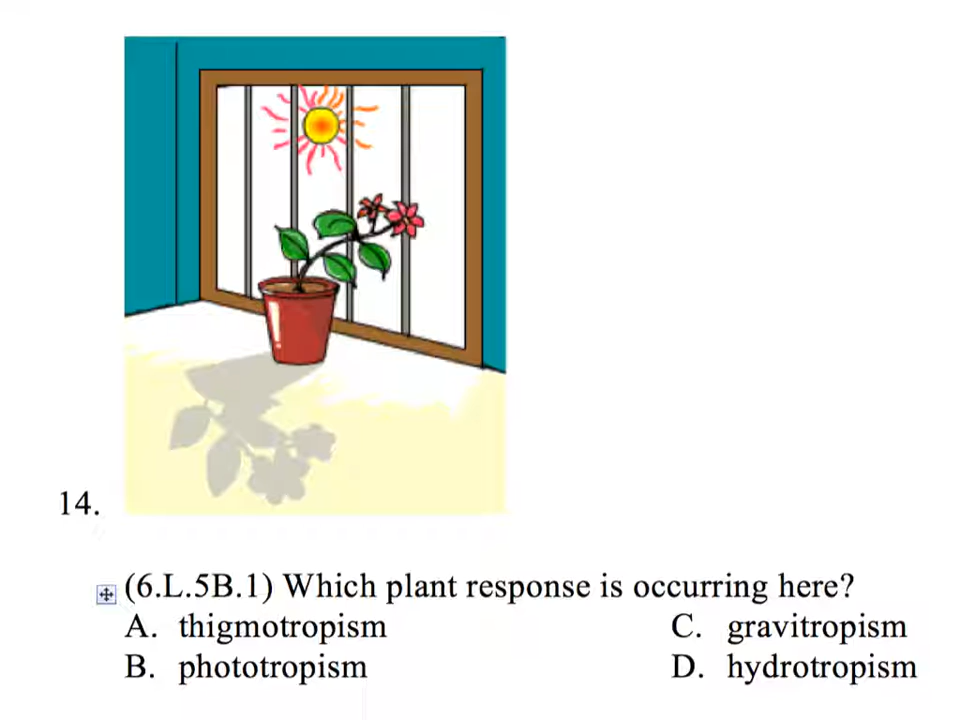 14.
(6.L.5B.1) Which plant response is occurring here?
A. thigmotropism C. gravitropism
B. phototropism D. hydrotropism